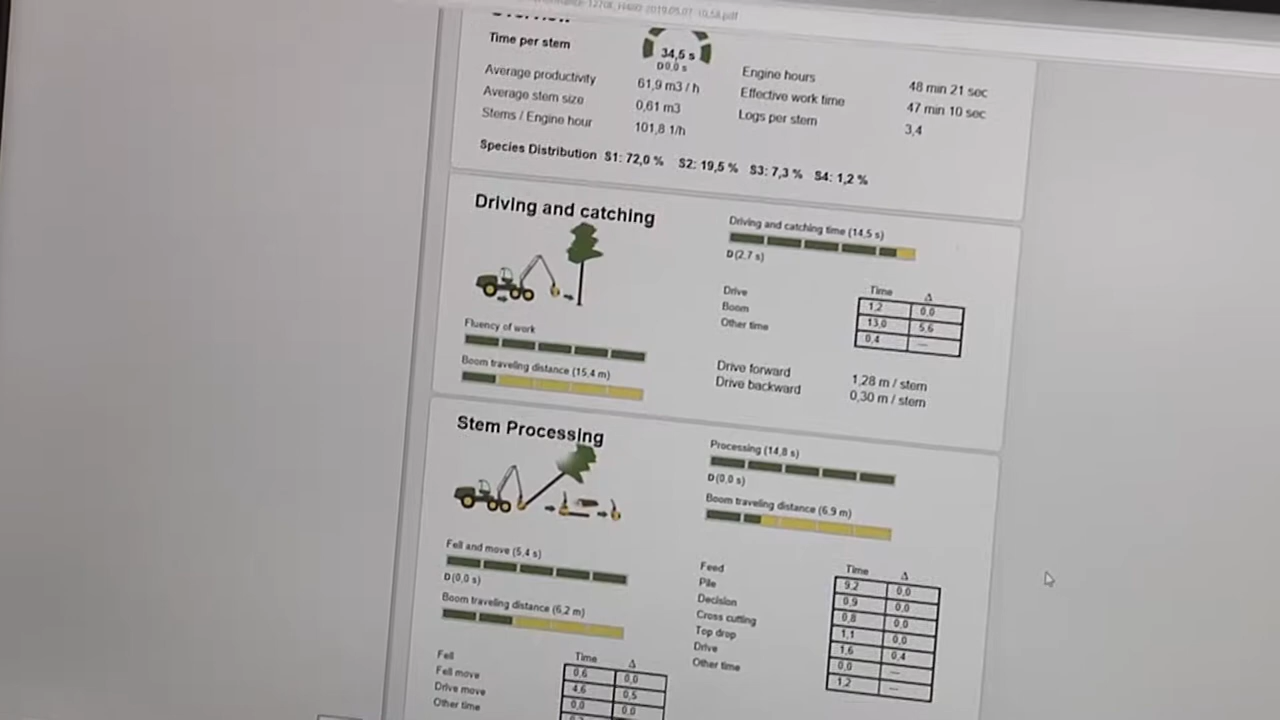 1270E_H480_2019.05.07_10.58.pdf
Overview
Time per stem
34,5 s
D 0,0 s
Average productivity 61,9 m3 / h
Average stem size 0,61 m3
Stems / Engine hour 101,8 1/h
Engine hours 48 min 21 sec
Effective work time 47 min 10 sec
Logs per stem 3,4
Species Distribution S1: 72,0 % S2: 19,5 % S3: 7,3 % S4: 1,2 %
Driving and catching
Fluency of work
Boom traveling distance (15,4 m)
Driving and catching time (14,5 s)
D (2,7 s)
Time Δ
Drive 1,2 0,0
Boom 13,0 5,6
Other time 0,4 ---
Drive forward 1,28 m / stem
Drive backward 0,30 m / stem
Stem Processing
Fell and move (5,4 s)
D (0,0 s)
Boom traveling distance (6,2 m)
Time Δ
Fell 0,6 0,0
Fell move 4,6 0,5
Drive move 0,0 0,0
Other time
Processing (14,8 s)
D (0,0 s)
Boom traveling distance (6,9 m)
Time Δ
Feed 9,2 0,0
Pile 0,9 0,0
Decision 0,8 0,0
Cross cutting 1,1 0,0
Top drop 1,6 0,4
Drive 0,0 ---
Other time 1,2 ---